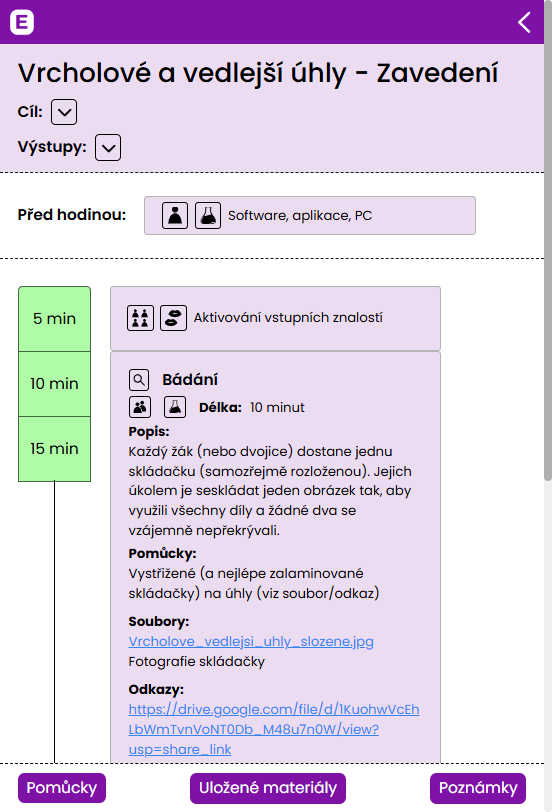 E
Vrcholové a vedlejší úhly - Zavedení
Cíl:
Výstupy:
Před hodinou:
Software, aplikace, PC
5 min
Aktivování vstupních znalostí
10 min
15 min
Bádání
Délka: 10 minut
Popis:
Každý žák (nebo dvojice) dostane jednu
skládačku (samozřejmě rozloženou). Jejich
úkolem je seskládat jeden obrázek tak, aby
využili všechny díly a žádné dva se
vzájemně nepřekrývali.
Pomůcky:
Vystřižené (a nejlépe zalaminované
skládačky) na úhly (viz soubor/odkaz)
Soubory:
Vrcholove_vedlejsi_uhly_slozene.jpg
Fotografie skládačky
Odkazy:
https://drive.google.com/file/d/1KuohwVcEh
LbWmTvnVoNT0Db_M48u7n0W/view?
usp=share_link
Pomůcky
Uložené materiály
Poznámky